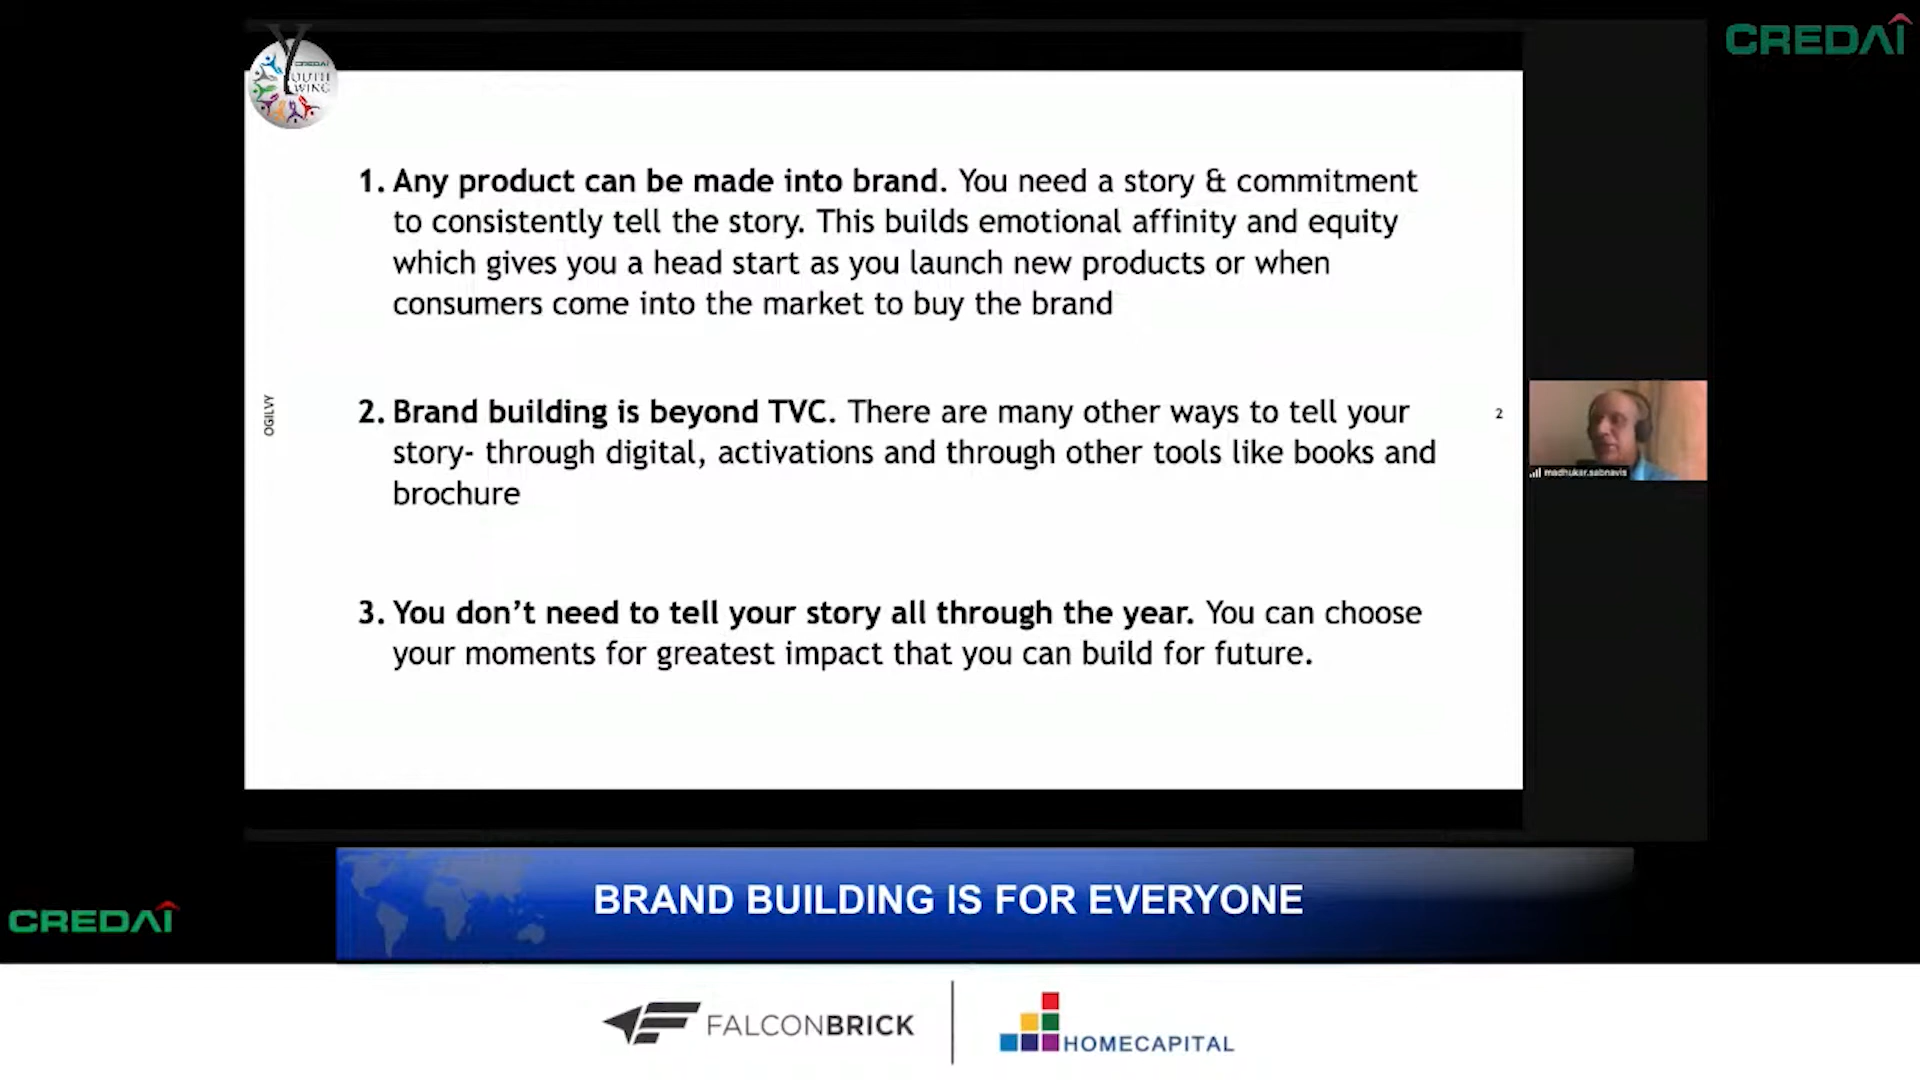 CREDAI
CREDAI
YOUTH
WING
1. Any product can be made into brand. You need a story & commitment
to consistently tell the story. This builds emotional affinity and equity
which gives you a head start as you launch new products or when
consumers come into the market to buy the brand
OGILVY
2. Brand building is beyond TVC. There are many other ways to tell your
story- through digital, activations and through other tools like books and
brochure
2
madhukar.sabnavis
3. You don't need to tell your story all through the year. You can choose
your moments for greatest impact that you can build for future.
BRAND BUILDING IS FOR EVERYONE
CREDAI
FALCONBRICK
HOMECAPITAL